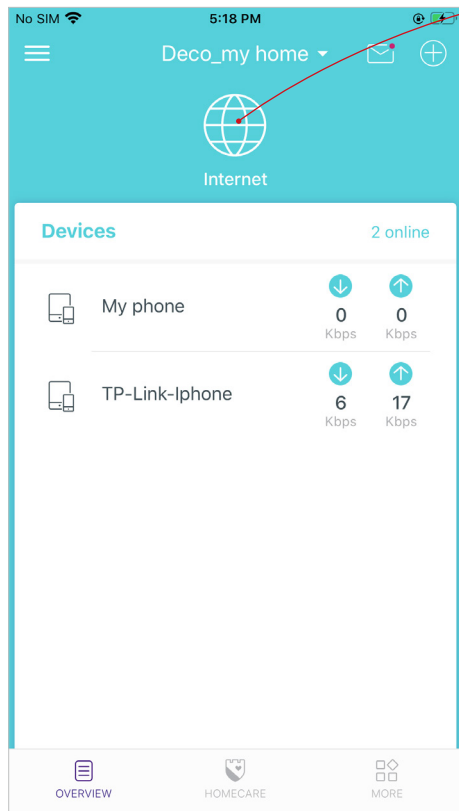 No SIM 5:18 PM
Deco_my home
Internet
Devices 2 online
My phone 0 Kbps 0 Kbps
TP-Link-Iphone 6 Kbps 17 Kbps
OVERVIEW HOMECARE MORE